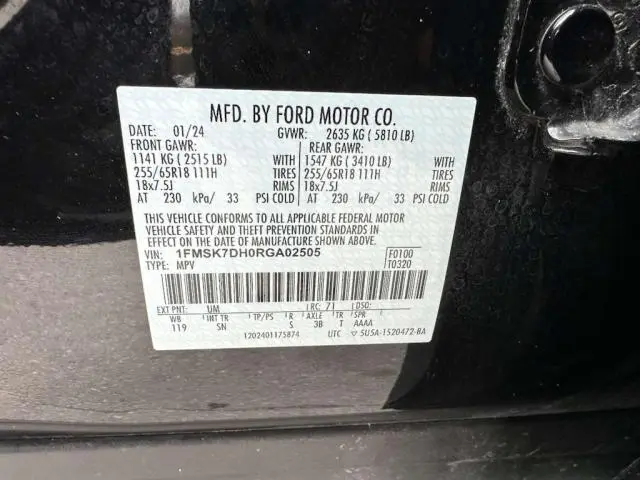 MFD. BY FORD MOTOR CO.
DATE: 01/24 GVWR: 2635 KG ( 5810 LB)
FRONT GAWR: REAR GAWR:
1141 KG ( 2515 LB) WITH 1547 KG ( 3410 LB) WITH
255/65R18 111H TIRES 255/65R18 111H TIRES
18x7.5J RIMS 18x7.5J RIMS
AT 230 kPa/ 33 PSI COLD AT 230 kPa/ 33 PSI COLD
THIS VEHICLE CONFORMS TO ALL APPLICABLE FEDERAL MOTOR
VEHICLE SAFETY AND THEFT PREVENTION STANDARDS IN
EFFECT ON THE DATE OF MANUFACTURE SHOWN ABOVE.
VIN: 1FMSK7DH0RGA02505 F0100
TYPE: MPV T0320
EXT PNT: UM RC: 71 DSO:
WB INT TR TP/PS R AXLE TR SPR
119 SN S 3B T AAAA
1202401175874 UTC ▽ 5U5A-1520472-BA